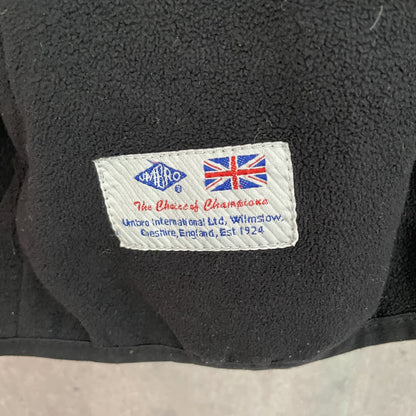 UMBRO ®
The Choice of Champions
Umbro International Ltd, Wilmslow,
Cheshire, England, Est 1924